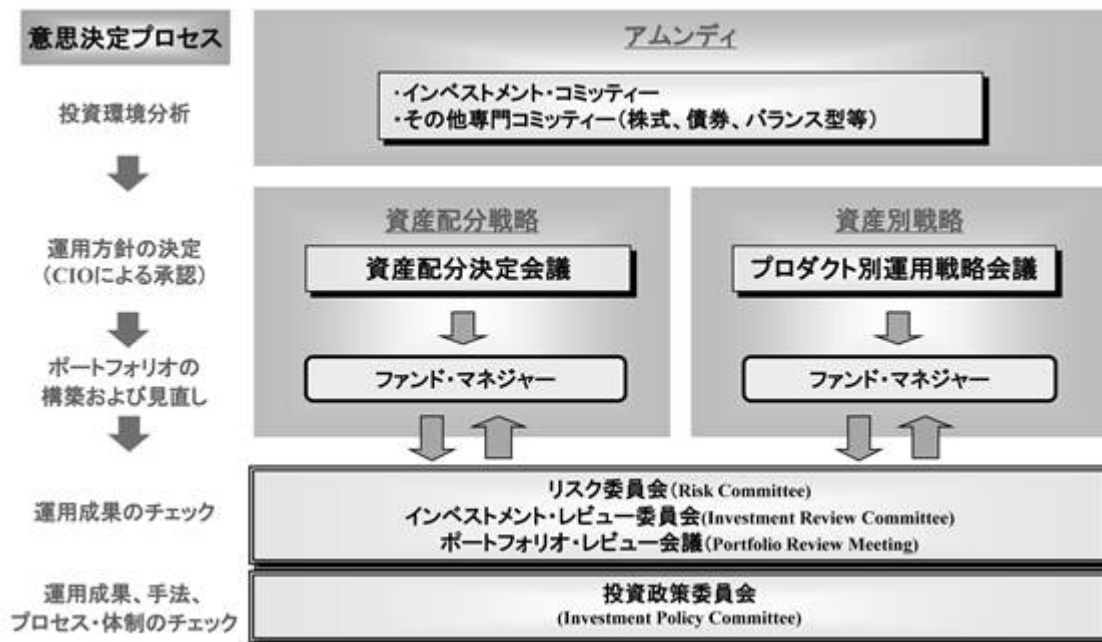 意思決定プロセス
アムンディ
投資環境分析
・インベストメント・コミッティー
・その他専門コミッティー(株式、債券、バランス型等)
資産配分戦略
資産別戦略
運用方針の決定
(CIOによる承認)
資産配分決定会議
プロダクト別運用戦略会議
ポートフォリオの
構築および見直し
ファンド・マネジャー
ファンド・マネジャー
運用成果のチェック
リスク委員会(Risk Committee)
インベストメント・レビュー委員会(Investment Review Committee)
ポートフォリオ・レビュー会議(Portfolio Review Meeting)
運用成果、手法、
プロセス・体制のチェック
投資政策委員会
(Investment Policy Committee)